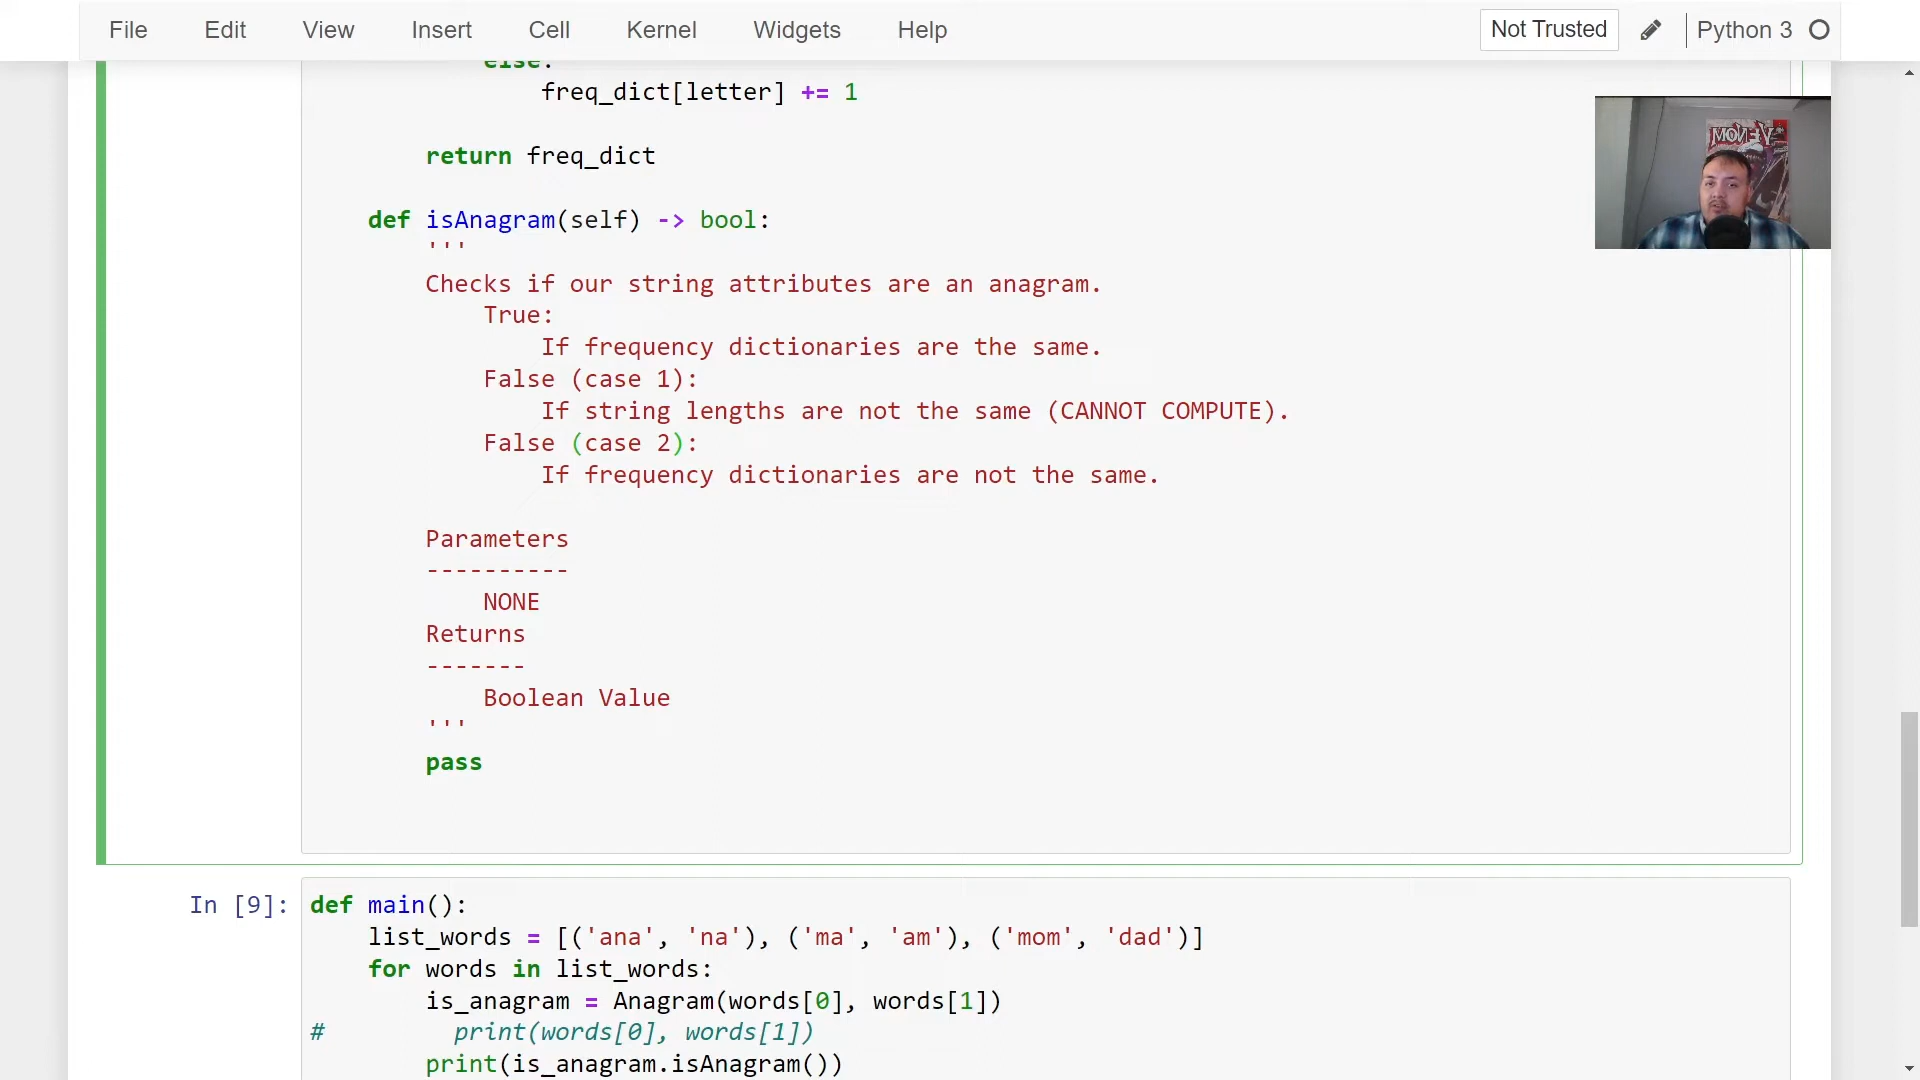 File Edit View Insert Cell Kernel Widgets Help Not Trusted Python 3
else:
freq_dict[letter] += 1
MONEY
return freq_dict
def isAnagram(self) -> bool:
'''
Checks if our string attributes are an anagram.
True:
If frequency dictionaries are the same.
False (case 1):
If string lengths are not the same (CANNOT COMPUTE).
False (case 2):
If frequency dictionaries are not the same.
Parameters
----------
NONE
Returns
-------
Boolean Value
'''
pass
In [9]: def main():
list_words = [('ana', 'na'), ('ma', 'am'), ('mom', 'dad')]
for words in list_words:
is_anagram = Anagram(words[0], words[1])
# print(words[0], words[1])
print(is_anagram.isAnagram())